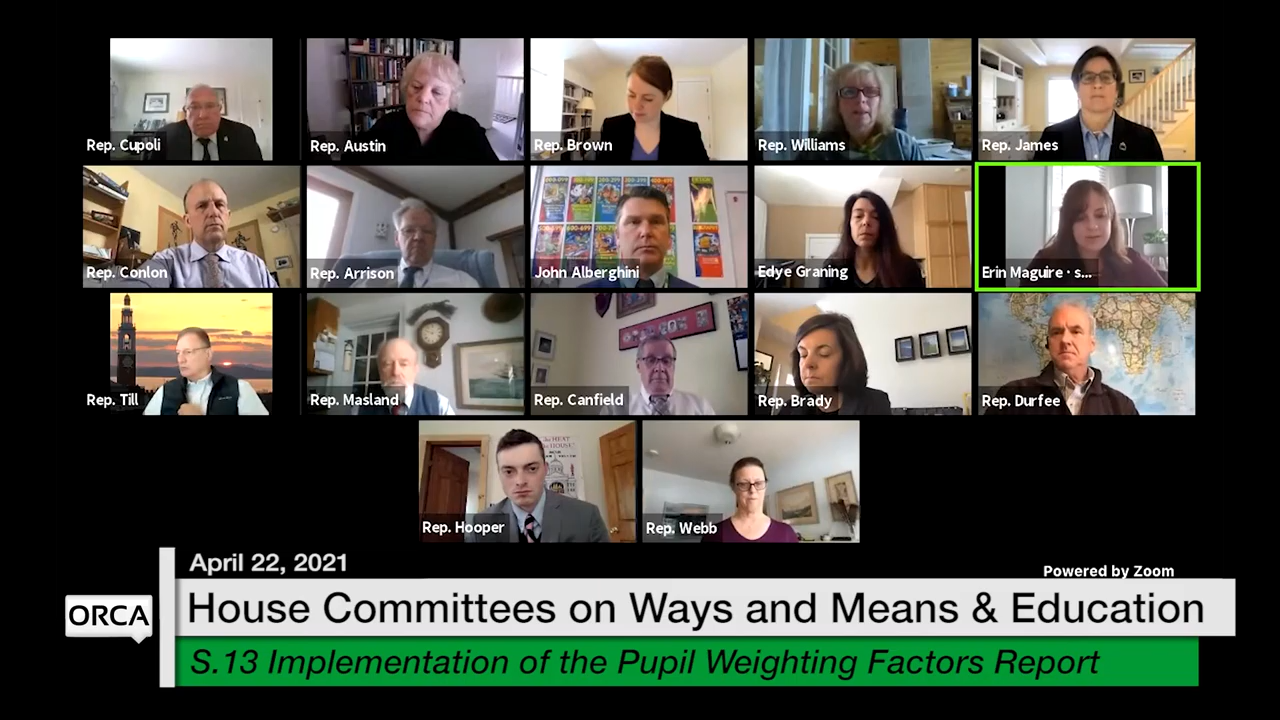 Rep. Cupoli
Rep. Austin
Rep. Brown
Rep. Williams
Rep. James
Rep. Conlon
Rep. Arrison
John Alberghini
Edye Graning
Erin Maguire · s...
Rep. Till
Rep. Masland
Rep. Canfield
Rep. Brady
Rep. Durfee
Rep. Hooper
Rep. Webb
April 22, 2021
Powered by Zoom
ORCA
House Committees on Ways and Means & Education
S.13 Implementation of the Pupil Weighting Factors Report